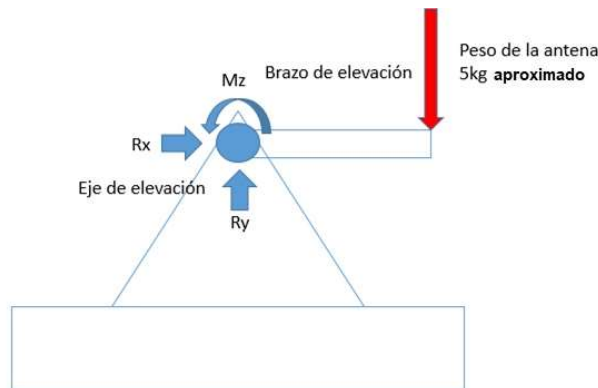 Peso de la antena
5kg aproximado
Brazo de elevación
Mz
Rx
Eje de elevación
Ry